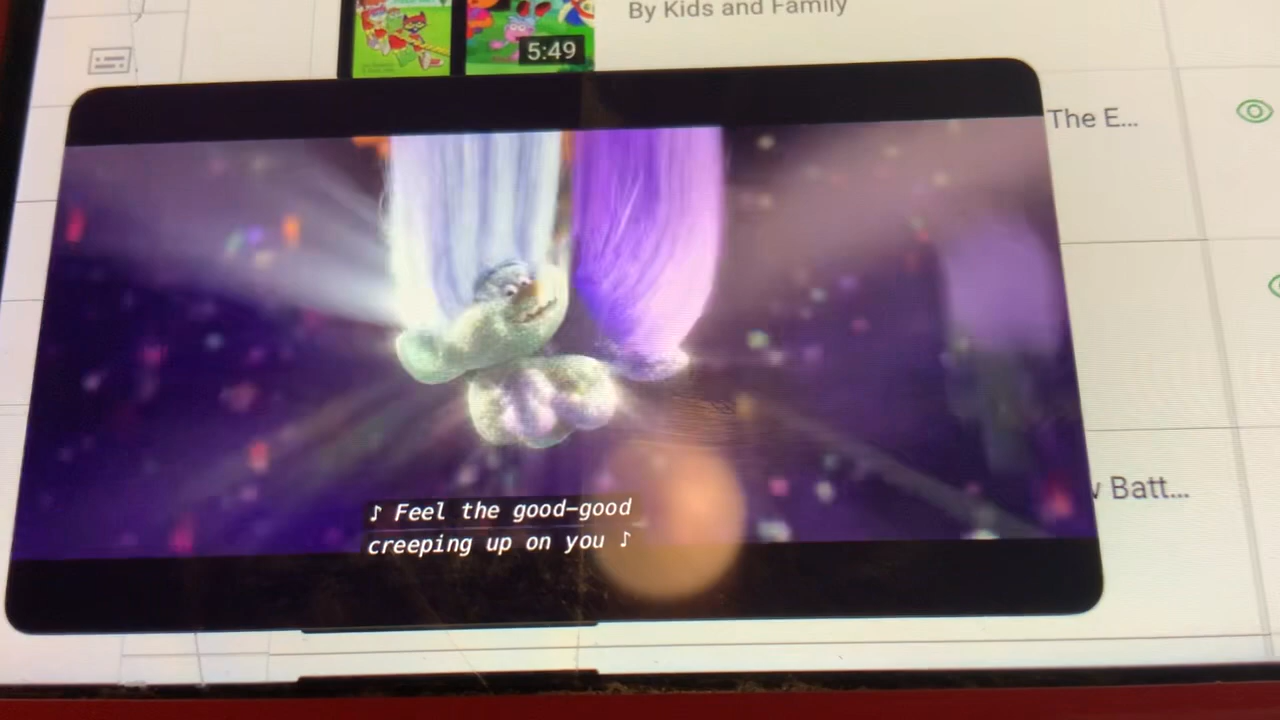 By Kids and Family
5:49
The E...
Batt...
♪ Feel the good-good
creeping up on you ♪